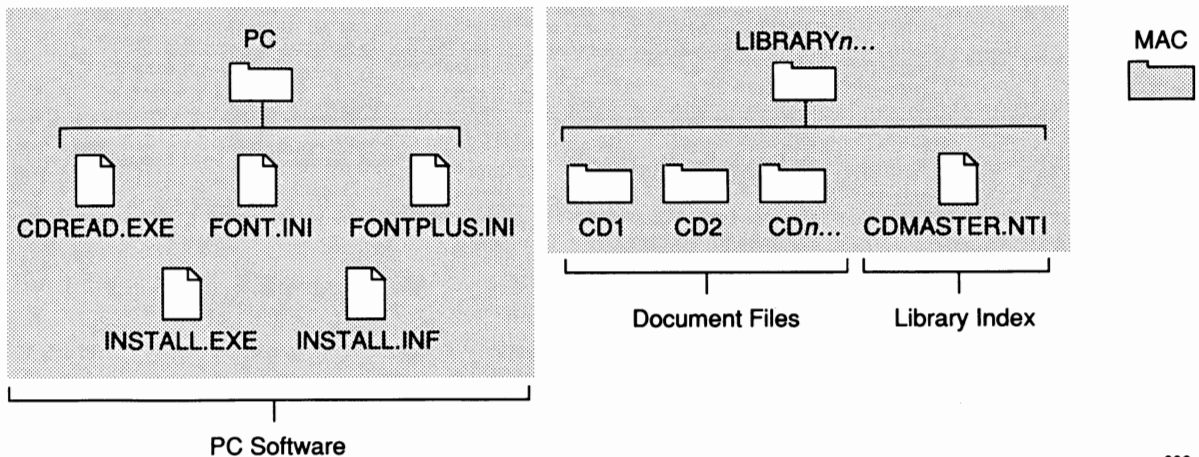 PC
LIBRARYn...
MAC
CDREAD.EXE FONT.INI FONTPLUS.INI
CD1 CD2 CDn... CDMASTER.NTI
INSTALL.EXE INSTALL.INF
Document Files
Library Index
PC Software